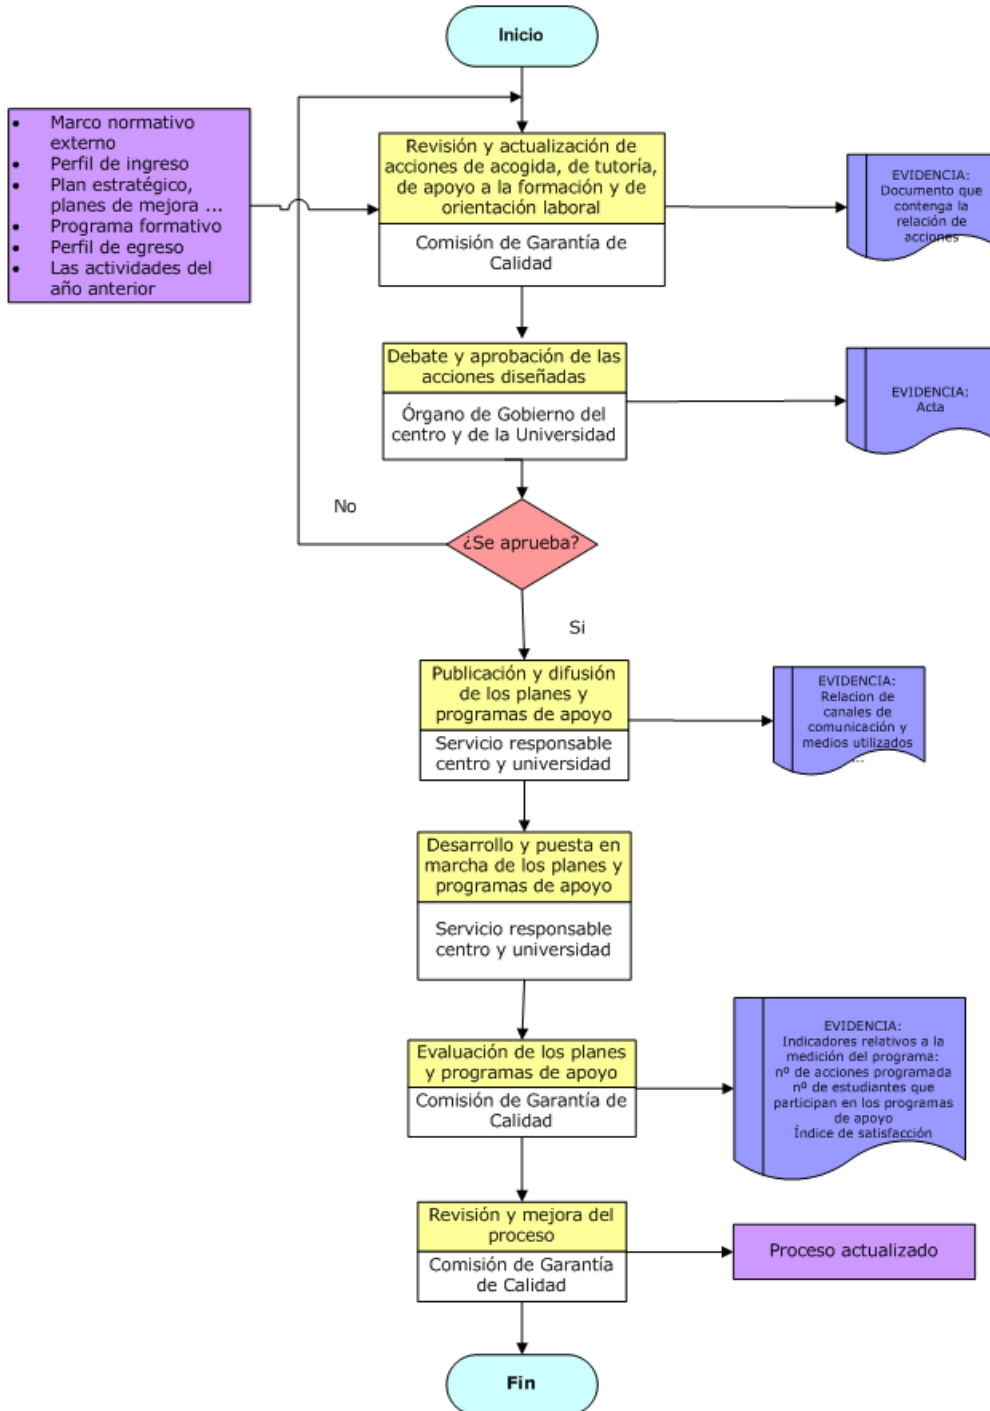 Inicio
• Marco normativo
externo
• Perfil de ingreso
• Plan estratégico,
planes de mejora ...
• Programa formativo
• Perfil de egreso
• Las actividades del
año anterior
Revisión y actualización de
acciones de acogida, de tutoría,
de apoyo a la formación y de
orientación laboral
Comisión de Garantía de
Calidad
EVIDENCIA:
Documento que
contenga la
relación de
acciones
Debate y aprobación de las
acciones diseñadas
Órgano de Gobierno del
centro y de la Universidad
EVIDENCIA:
Acta
No
¿Se aprueba?
Si
Publicación y difusión
de los planes y
programas de apoyo
Servicio responsable
centro y universidad
EVIDENCIA:
Relacion de
canales de
comunicación y
medios utilizados
...
Desarrollo y puesta en
marcha de los planes y
programas de apoyo
Servicio responsable
centro y universidad
Evaluación de los planes
y programas de apoyo
Comisión de Garantía de
Calidad
EVIDENCIA:
Indicadores relativos a la
medición del programa:
nº de acciones programada
nº de estudiantes que
participan en los programas
de apoyo
Índice de satisfacción
Revisión y mejora del
proceso
Comisión de Garantía
de Calidad
Proceso actualizado
Fin